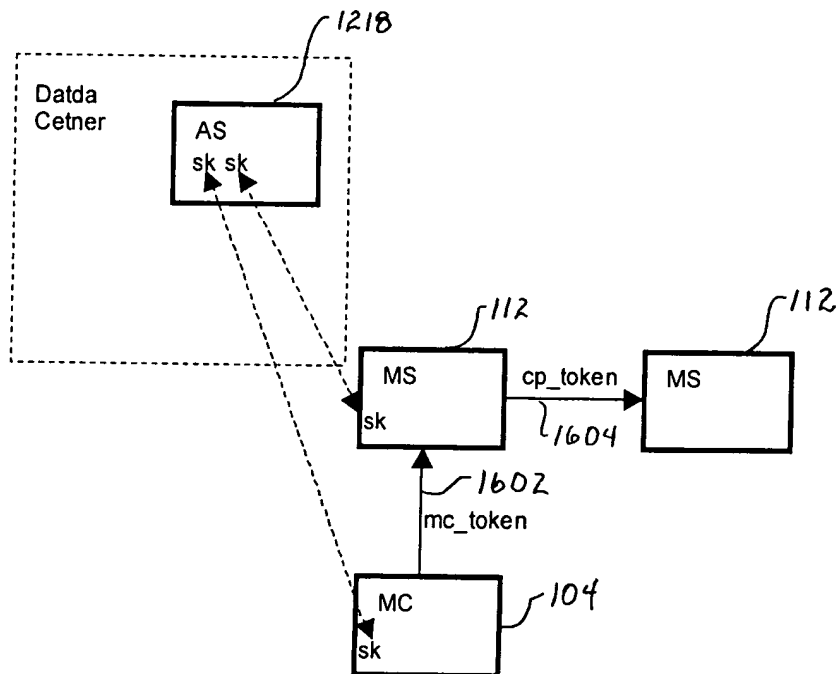 1218
Datda
Cetner
AS
sk sk
112
112
MS
cp_token
MS
sk
1604
1602
mc_token
MC
104
sk